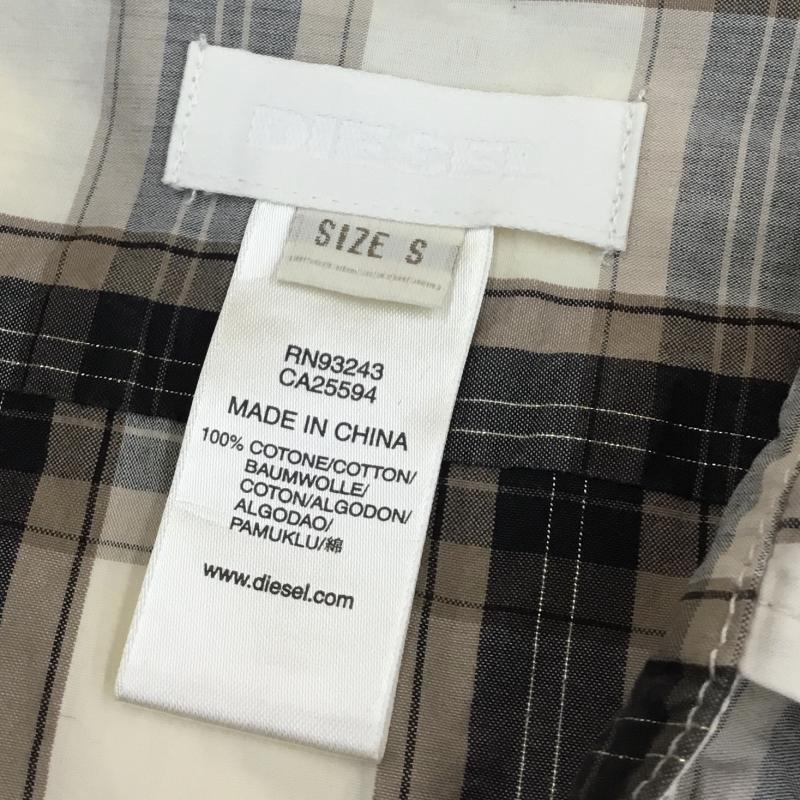 DIESEL
SIZE S
RN93243
CA25594
MADE IN CHINA
100% COTONE/COTTON/
BAUMWOLLE/
COTON/ALGODON/
ALGODAO/
PAMUKLU/綿
www.diesel.com